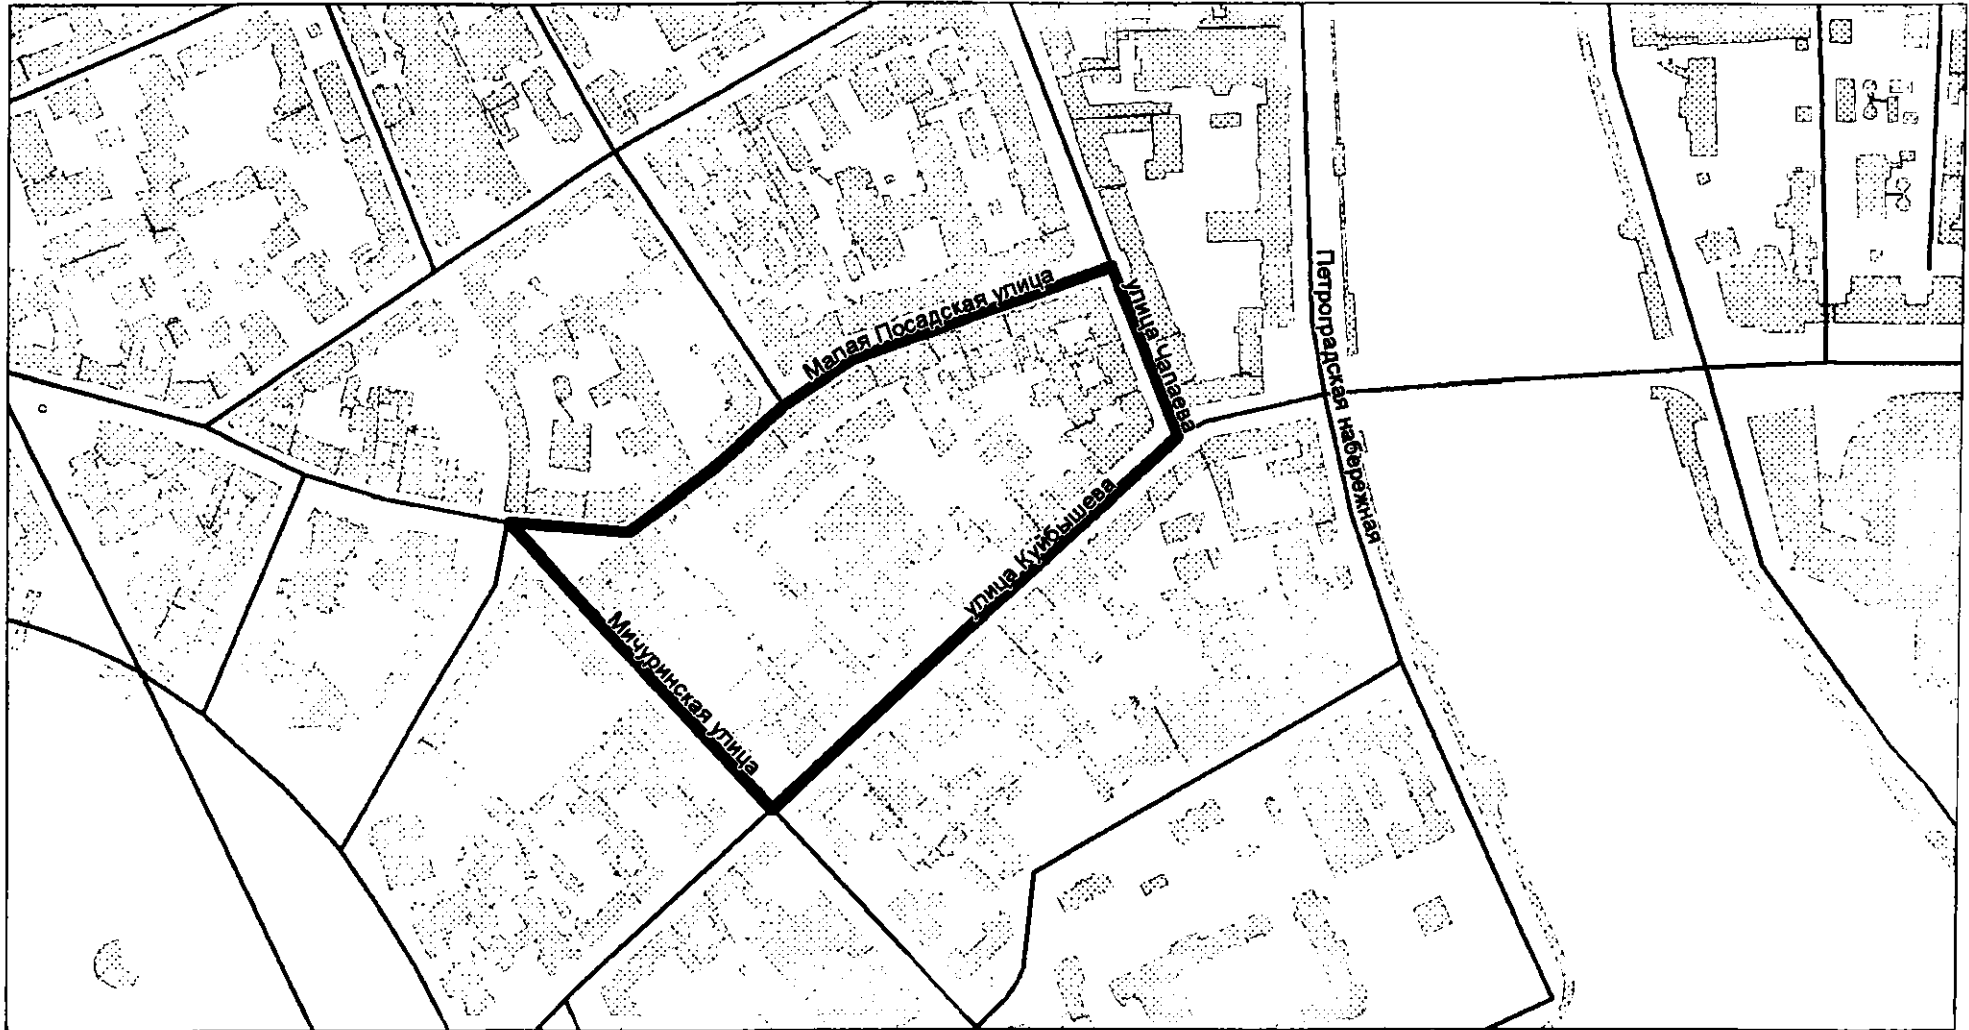 Малая Посадская улица
улица Чапаева
Петроградская набережная
улица Куйбышева
Мичуринская улица